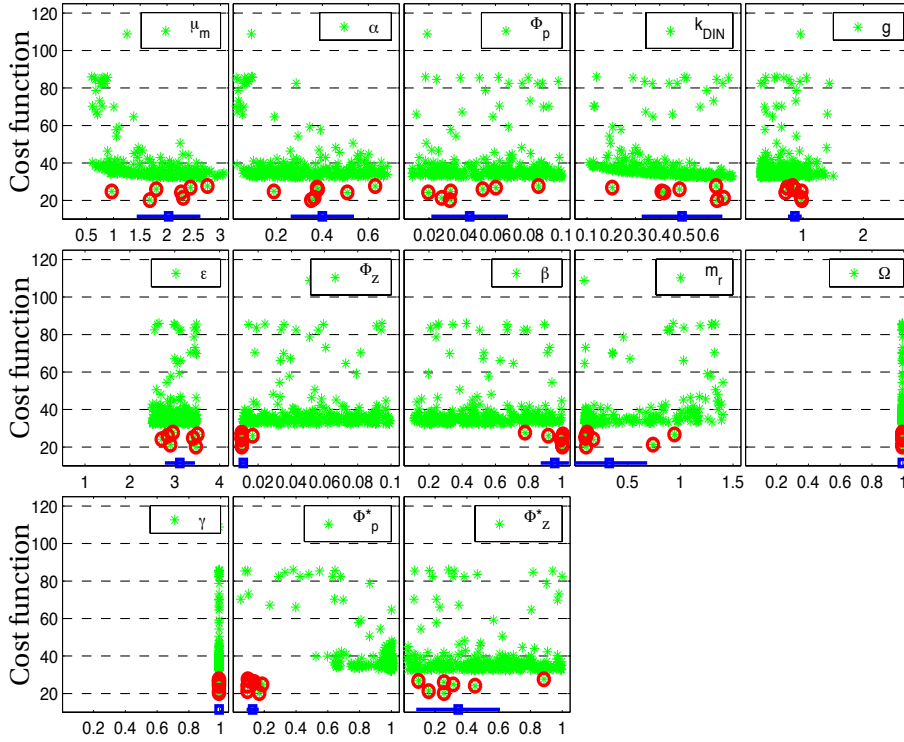 120
100
80
60
40
20
Cost function
μm
α
Φp
kDIN
g
0.5 1 1.5 2 2.5 3
0.2 0.4 0.6
0.02 0.04 0.06 0.08 0.1
0.1 0.2 0.3 0.4 0.5 0.6
1 2
120
100
80
60
40
20
Cost function
ε
ΦZ
β
mr
Ω
1 2 3 4
0.02 0.04 0.06 0.08 0.1
0.2 0.4 0.6 0.8 1
0.5 1 1.5
0.2 0.4 0.6 0.8 1
120
100
80
60
40
20
Cost function
γ
Φ*p
Φ*z
0.2 0.4 0.6 0.8 1
0.2 0.4 0.6 0.8 1
0.2 0.4 0.6 0.8 1